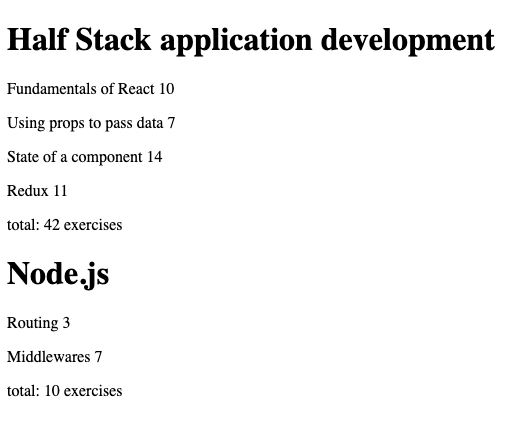 Half Stack application development
Fundamentals of React 10
Using props to pass data 7
State of a component 14
Redux 11
total: 42 exercises
Node.js
Routing 3
Middlewares 7
total: 10 exercises